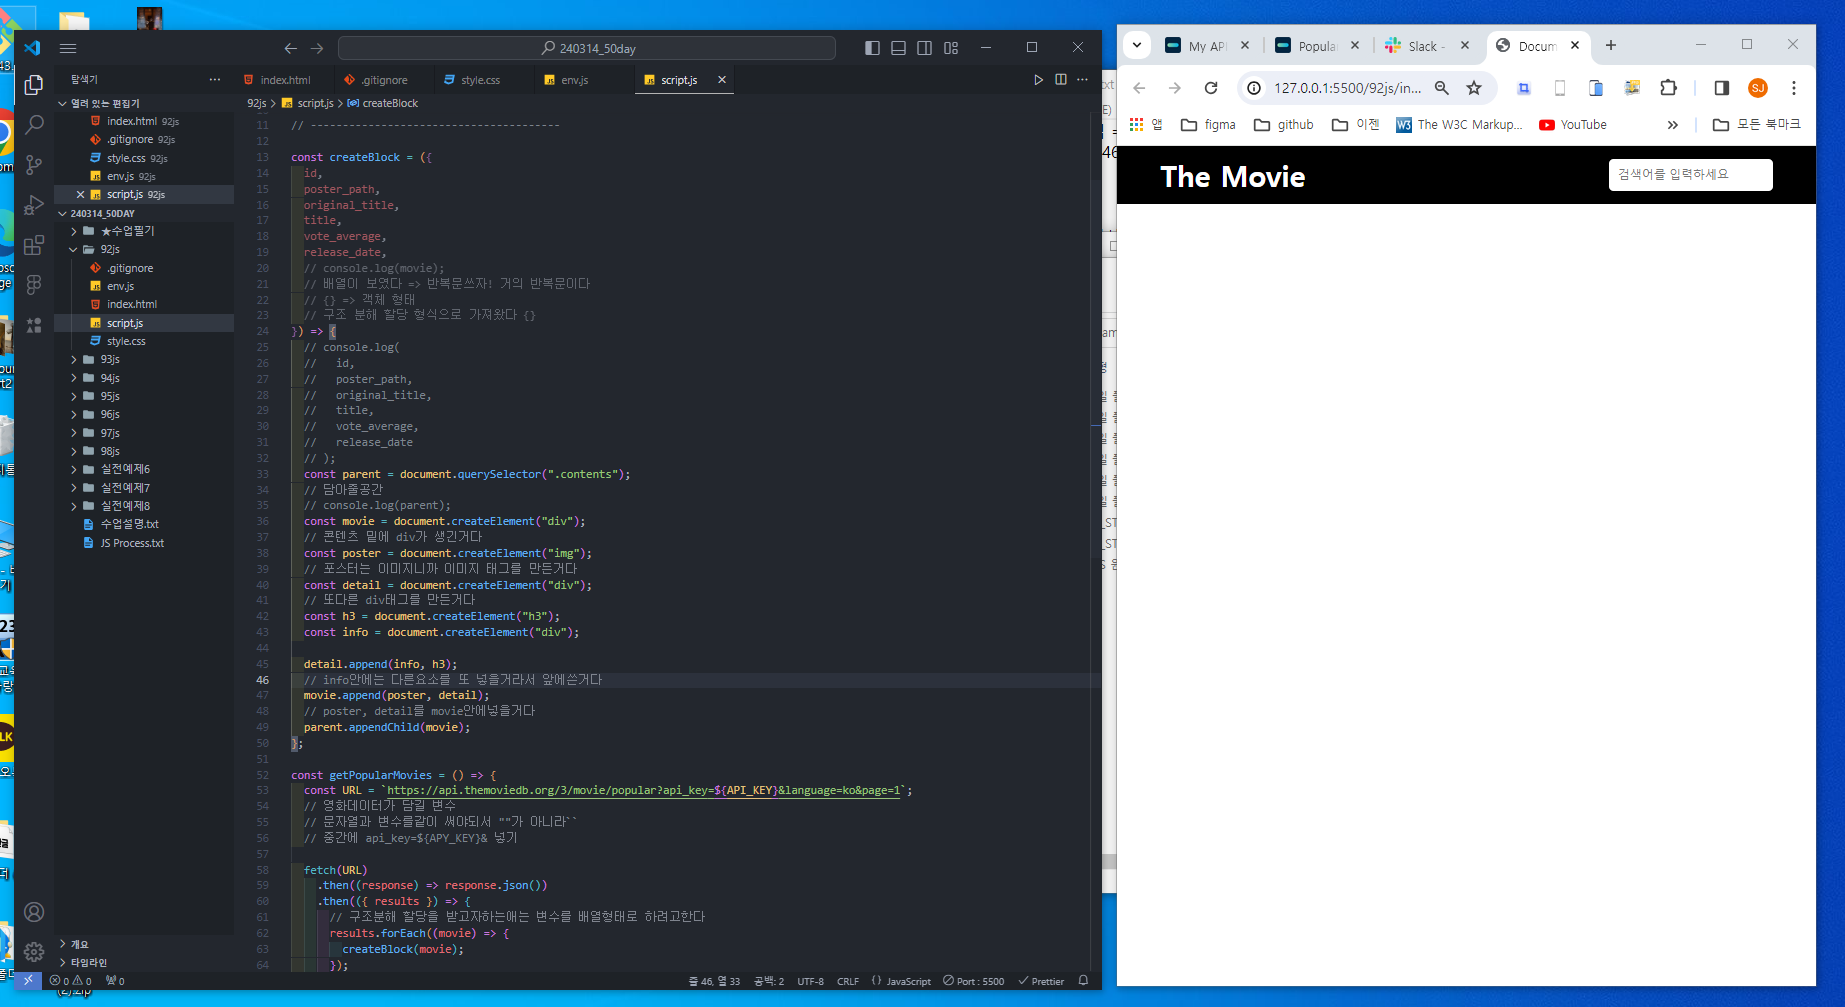 240314_50day
탐색기
index.html
.gitignore
style.css
env.js
script.js
열려 있는 편집기
index.html 92js
.gitignore 92js
style.css 92js
env.js 92js
script.js 92js
240314_50DAY
★수업필기
92js
.gitignore
env.js
index.html
script.js
style.css
93js
94js
95js
96js
97js
98js
실전예제6
실전예제7
실전예제8
수업설명.txt
JS Process.txt
개요
타임라인
92js > script.js > createBlock
11 // ---------------------------------------
12
13 const createBlock = ({
14 id,
15 poster_path,
16 original_title,
17 title,
18 vote_average,
19 release_date,
20 // console.log(movie);
21 // 배열이 보였다 => 반복문쓰자! 거의 반복문이다
22 // {} => 객체 형태
23 // 구조 분해 할당 형식으로 가져왔다 {}
24 }) => {
25 // console.log(
26 // id,
27 // poster_path,
28 // original_title,
29 // title,
30 // vote_average,
31 // release_date
32 // );
33 const parent = document.querySelector(".contents");
34 // 담아줄공간
35 // console.log(parent);
36 const movie = document.createElement("div");
37 // 콘텐츠 밑에 div가 생긴거다
38 const poster = document.createElement("img");
39 // 포스터는 이미지니까 이미지 태그를 만든거다
40 const detail = document.createElement("div");
41 // 또다른 div태그를 만든거다
42 const h3 = document.createElement("h3");
43 const info = document.createElement("div");
44
45 detail.append(info, h3);
46 // info안에는 다른요소를 또 넣을거라서 앞에쓴거다
47 movie.append(poster, detail);
48 // poster, detail를 movie안에넣을거다
49 parent.appendChild(movie);
50 };
51
52 const getPopularMovies = () => {
53 const URL = `https://api.themoviedb.org/3/movie/popular?api_key=${API_KEY}&language=ko&page=1`;
54 // 영화데이터가 담길 변수
55 // 문자열과 변수를같이 써야되서 ""가 아니라``
56 // 중간에 api_key=${APY_KEY}& 넣기
57
58 fetch(URL)
59 .then((response) => response.json())
60 .then(({ results }) => {
61 // 구조분해 할당을 받고자하는애는 변수를 배열형태로 하려고한다
62 results.forEach((movie) => {
63 createBlock(movie);
64 });
0 0 0
줄 46, 열 33
공백: 2
UTF-8
CRLF
{} JavaScript
Port : 5500
Prettier
My AP
Popula
Slack -
Docum
127.0.0.1:5500/92js/in...
SJ
앱
figma
github
이젠
W3 The W3C Markup...
YouTube
»
모든 북마크
The Movie
검색어를 입력하세요